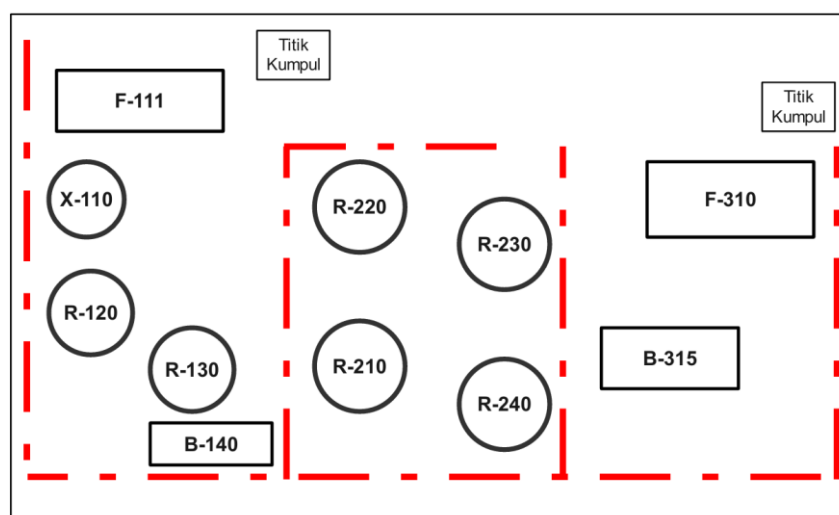 Titik
Kumpul
F-111
Titik
Kumpul
X-110
R-220
F-310
R-230
R-120
R-130
R-210
B-315
R-240
B-140